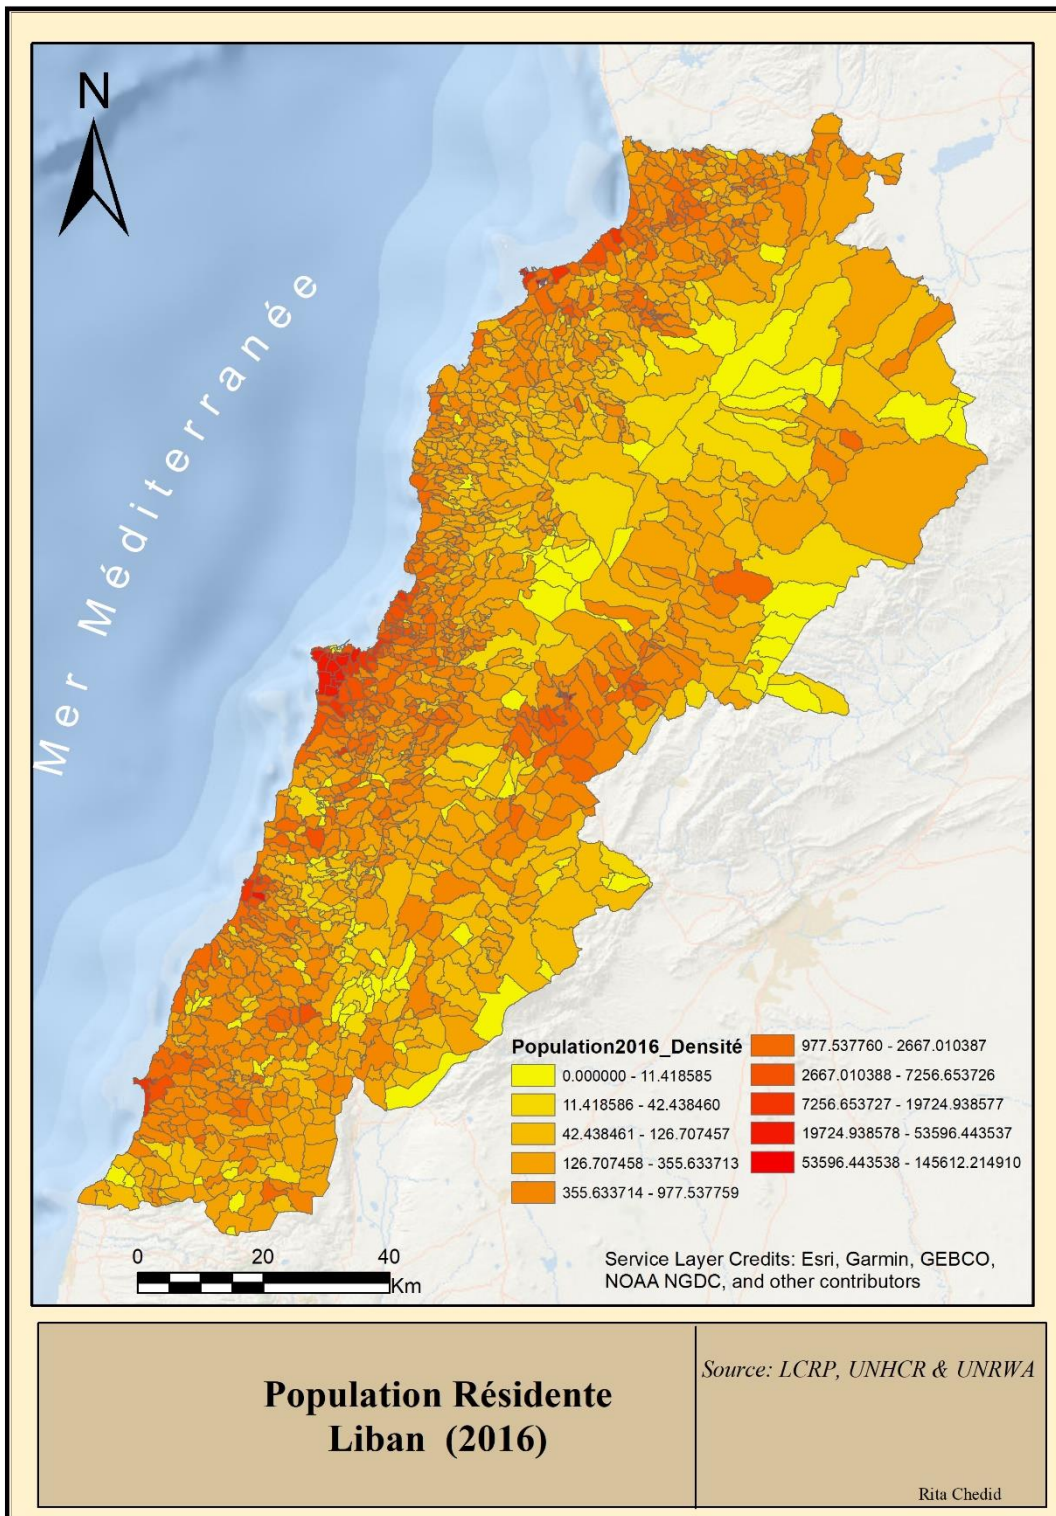 N
Mer Méditerranée
Population2016_Densité
0.000000 - 11.418585
11.418586 - 42.438460
42.438461 - 126.707457
126.707458 - 355.633713
355.633714 - 977.537759
977.537760 - 2667.010387
2667.010388 - 7256.653726
7256.653727 - 19724.938577
19724.938578 - 53596.443537
53596.443538 - 145612.214910
0 20 40
Km
Service Layer Credits: Esri, Garmin, GEBCO,
NOAA NGDC, and other contributors
Population Résidente
Liban (2016)
Source: LCRP, UNHCR & UNRWA
Rita Chedid